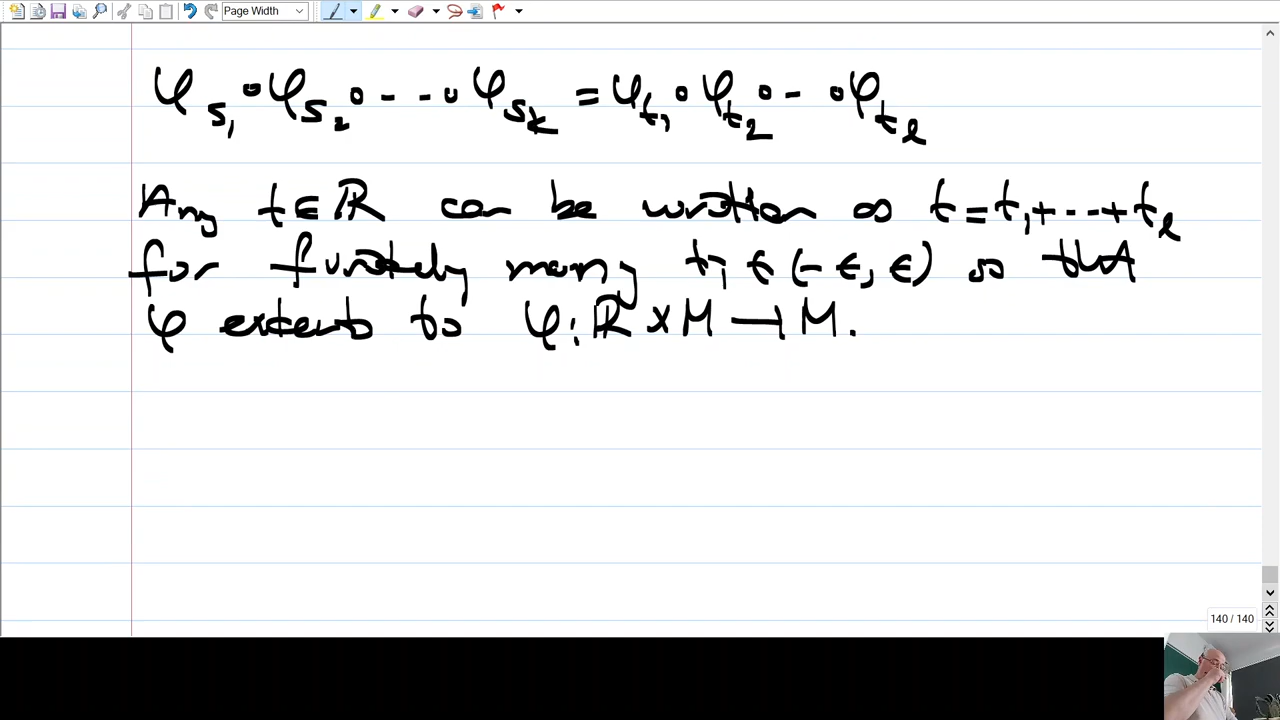 Page Width
φ_{s_1} ∘ φ_{s_2} ∘ --- ∘ φ_{s_k} = φ_{t_1} ∘ φ_{t_2} ∘ -- ∘ φ_{t_ℓ}
Any t ∈ ℝ can be written as t = t_1 + --- + t_ℓ
for finitely many t_i ∈ (-ϵ, ϵ) so that
φ extends to φ: ℝ × M → M.
140 / 140